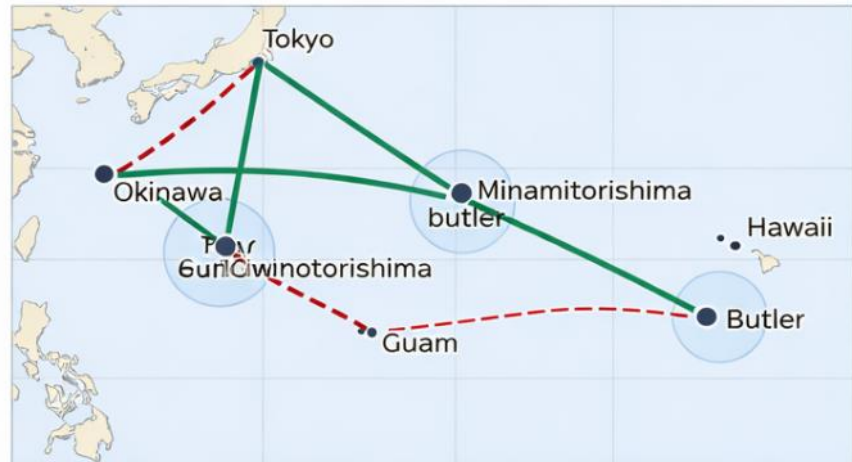 Tokyo
Okinawa
Minamitorishima
butler
Hawaii
Guam
Butler